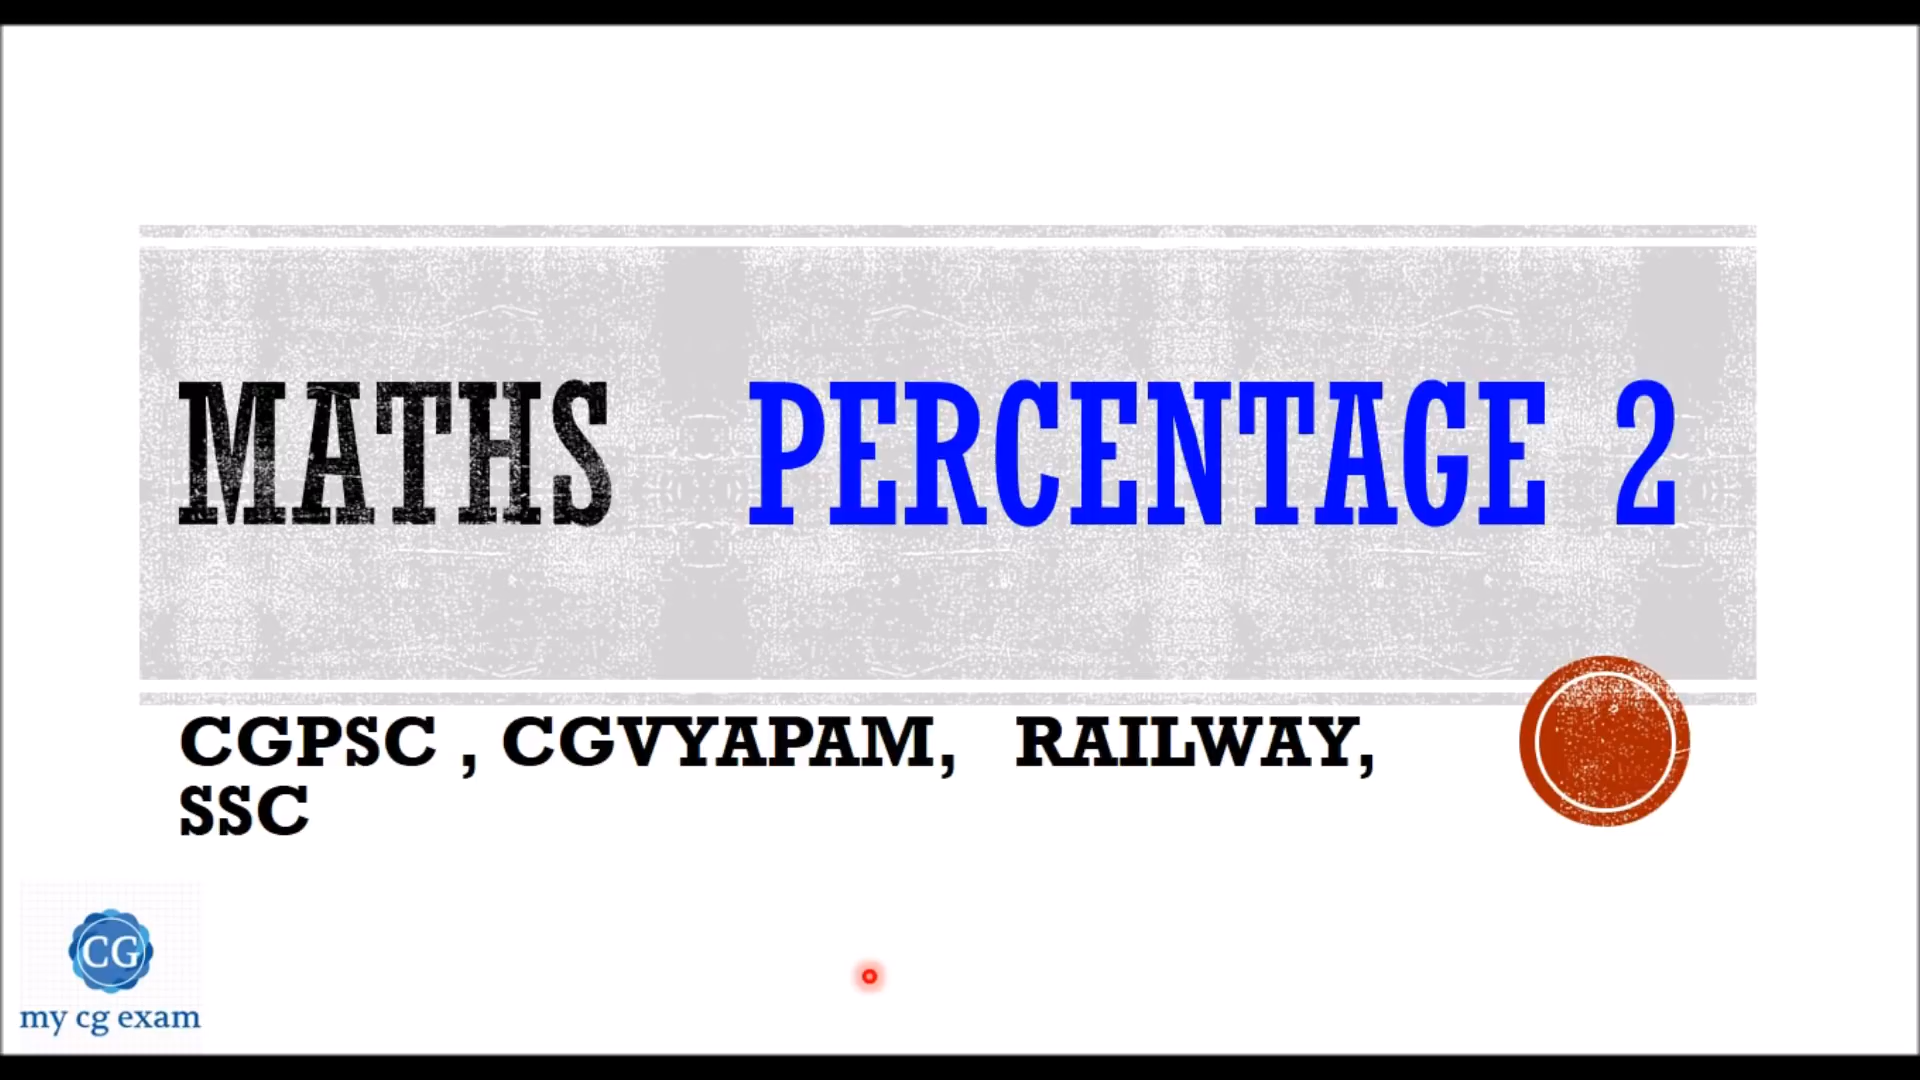 MATHS PERCENTAGE 2
CGPSC , CGVYAPAM, RAILWAY,
SSC
CG
my cg exam